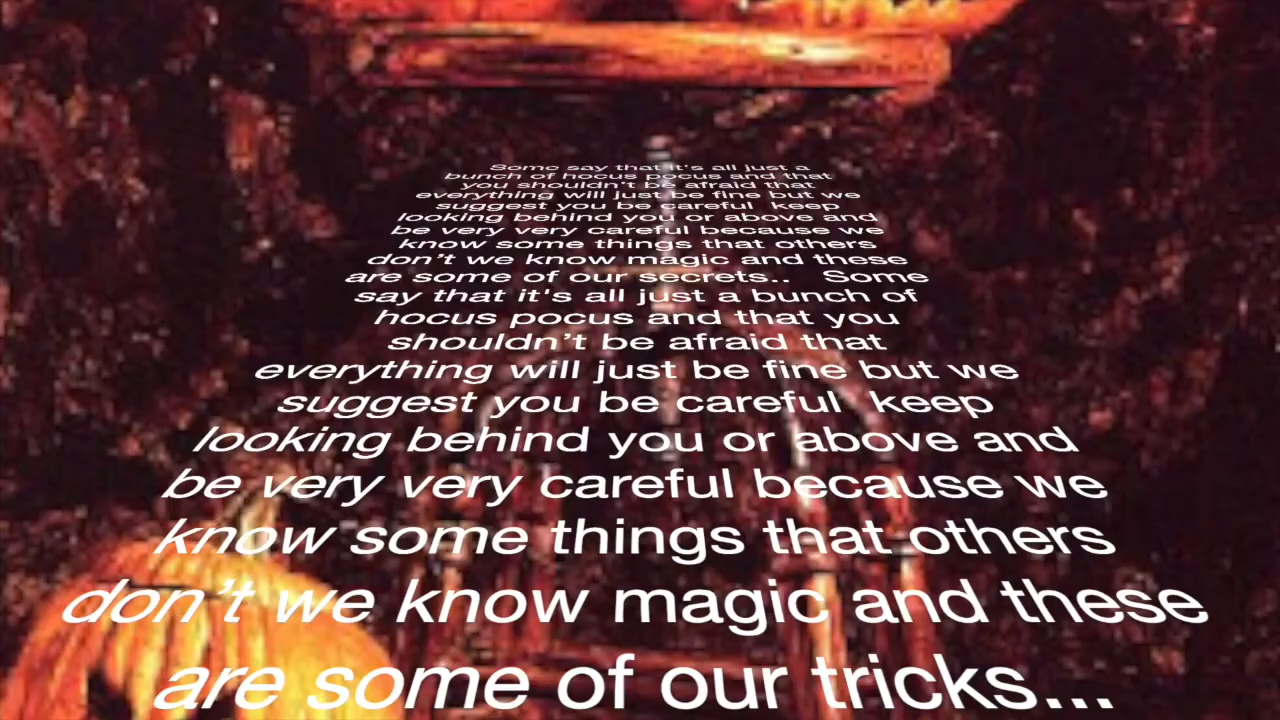 Some say that it's all just a
bunch of hocus pocus and that
you shouldn't be afraid that
everything will just be fine but we
suggest you be careful  keep
looking behind you or above and
be very very careful because we
know some things that others
don't we know magic and these
are some of our secrets..   Some
say that it's all just a bunch of
hocus pocus and that you
shouldn't be afraid that
everything will just be fine but we
suggest you be careful  keep
looking behind you or above and
be very very careful because we
know some things that others
don't we know magic and these
are some of our tricks...